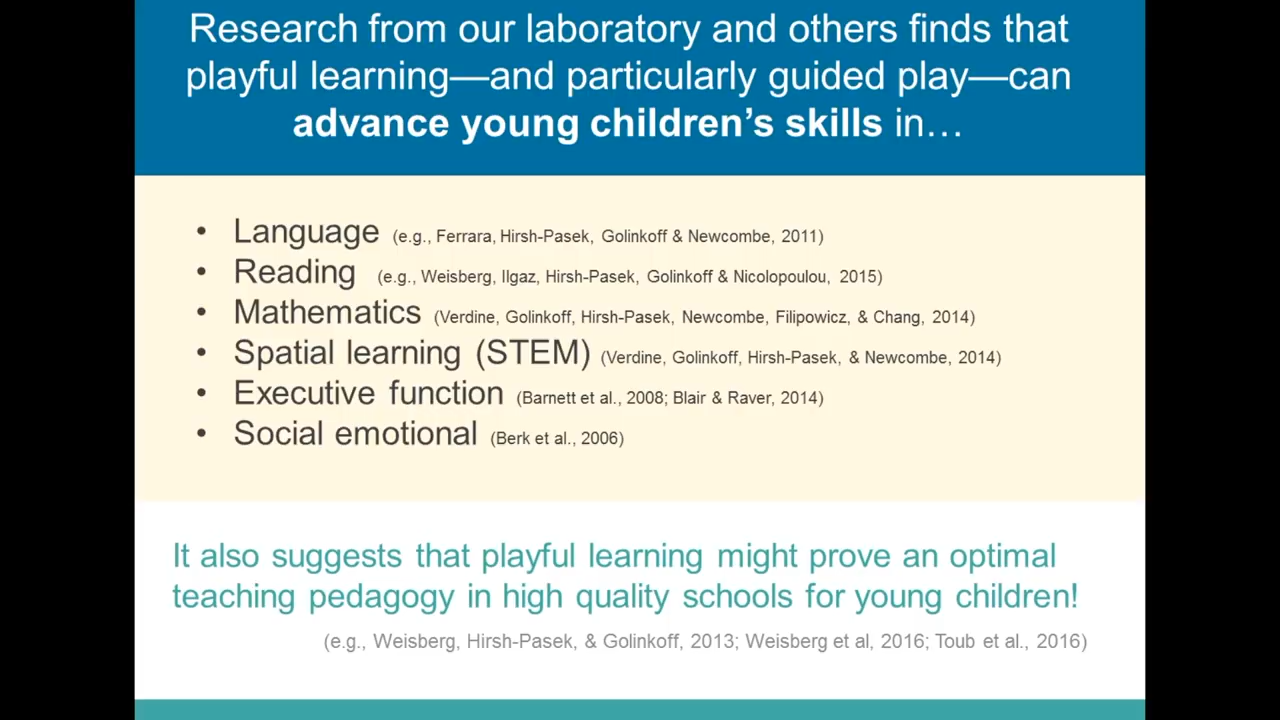 Research from our laboratory and others finds that
playful learning—and particularly guided play—can
advance young children’s skills in…
• Language (e.g., Ferrara, Hirsh-Pasek, Golinkoff & Newcombe, 2011)
• Reading (e.g., Weisberg, Ilgaz, Hirsh-Pasek, Golinkoff & Nicolopoulou, 2015)
• Mathematics (Verdine, Golinkoff, Hirsh-Pasek, Newcombe, Filipowicz, & Chang, 2014)
• Spatial learning (STEM) (Verdine, Golinkoff, Hirsh-Pasek, & Newcombe, 2014)
• Executive function (Barnett et al., 2008; Blair & Raver, 2014)
• Social emotional (Berk et al., 2006)
It also suggests that playful learning might prove an optimal
teaching pedagogy in high quality schools for young children!
(e.g., Weisberg, Hirsh-Pasek, & Golinkoff, 2013; Weisberg et al, 2016; Toub et al., 2016)